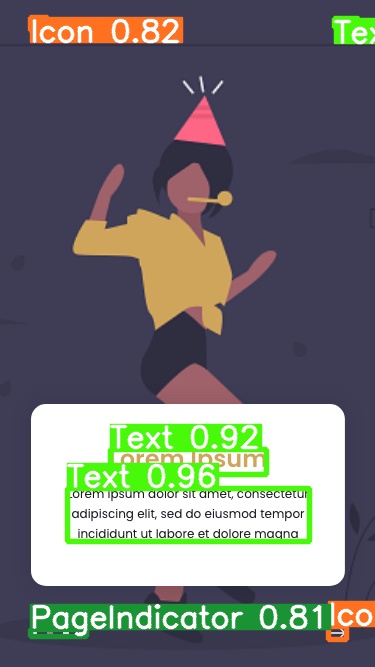 Icon 0.82
Tex
Text 0.92
Lorem Ipsum
Text 0.96
Lorem ipsum dolor sit amet, consectetur
adipiscing elit, sed do eiusmod tempor
incididunt ut labore et dolore magna
PageIndicator 0.81
Ico